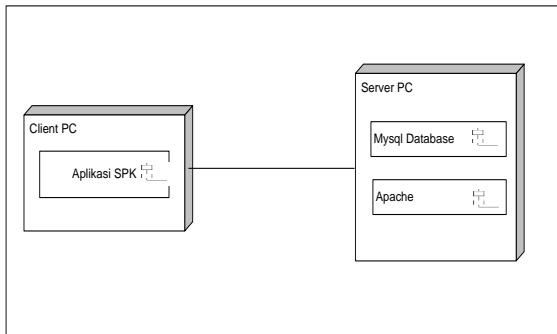 Client PC
Aplikasi SPK
Server PC
Mysql Database
Apache